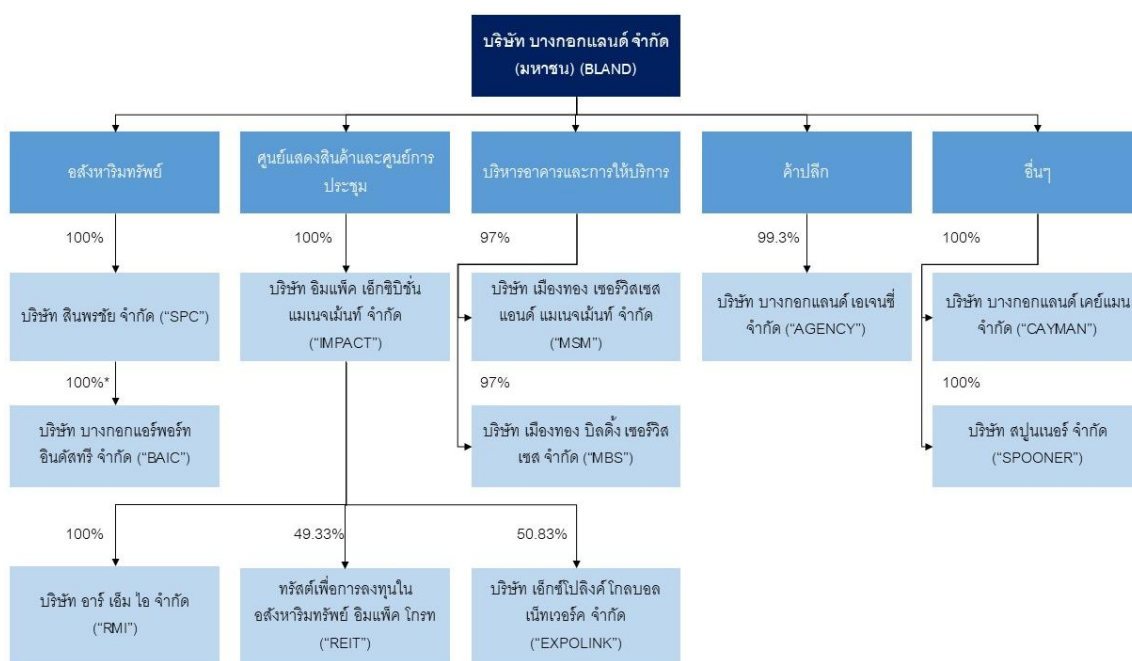 บริษัท บางกอกแลนด์ จำกัด
(มหาชน) (BLAND)
อสังหาริมทรัพย์
ศูนย์แสดงสินค้าและศูนย์การ
ประชุม
บริหารอาคารและการให้บริการ
ค้าปลีก
อื่นๆ
100%
100%
97%
99.3%
100%
บริษัท สินพรชัย จำกัด (“SPC”)
บริษัท อิมแพ็ค เอ็กซิบิชั่น
แมเนจเม้นท์ จำกัด
(“IMPACT”)
บริษัท เมืองทอง เซอร์วิสเซส
แอนด์ แมเนจเม้นท์ จำกัด
(“MSM”)
บริษัท บางกอกแลนด์ เอเจนซี่
จำกัด (“AGENCY”)
บริษัท บางกอกแลนด์ เคย์แมน
จำกัด (“CAYMAN”)
100%*
97%
100%
บริษัท บางกอกแอร์พอร์ท
อินดัสทรี จำกัด (“BAIC”)
บริษัท เมืองทอง บิลดิ้ง เซอร์วิส
เซส จำกัด (“MBS”)
บริษัท สปูนเนอร์ จำกัด
(“SPOONER”)
100%
49.33%
50.83%
บริษัท อาร์ เอ็ม ไอ จำกัด
(“RMI”)
ทรัสต์เพื่อการลงทุนใน
อสังหาริมทรัพย์ อิมแพ็ค โกรท
(“REIT”)
บริษัท เอ็กซ์โปลิงค์ โกลบอล
เน็ทเวอร์ค จำกัด
(“EXPOLINK”)